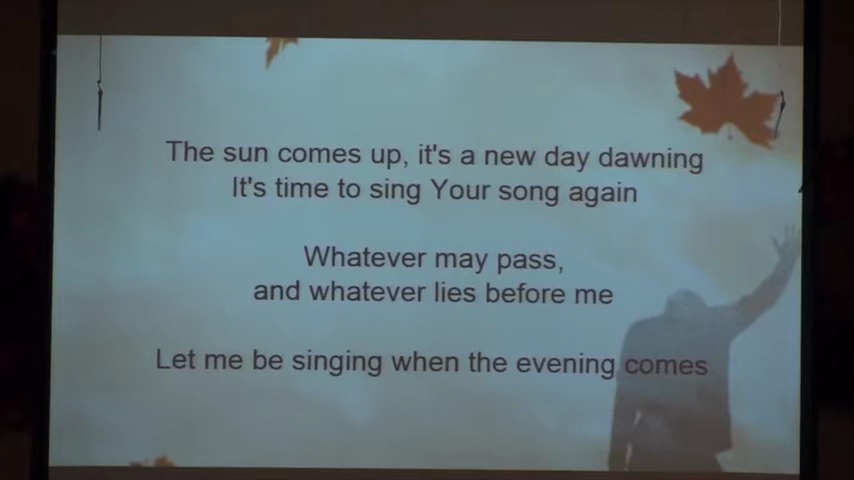 The sun comes up, it's a new day dawning
It's time to sing Your song again
Whatever may pass,
and whatever lies before me
Let me be singing when the evening comes